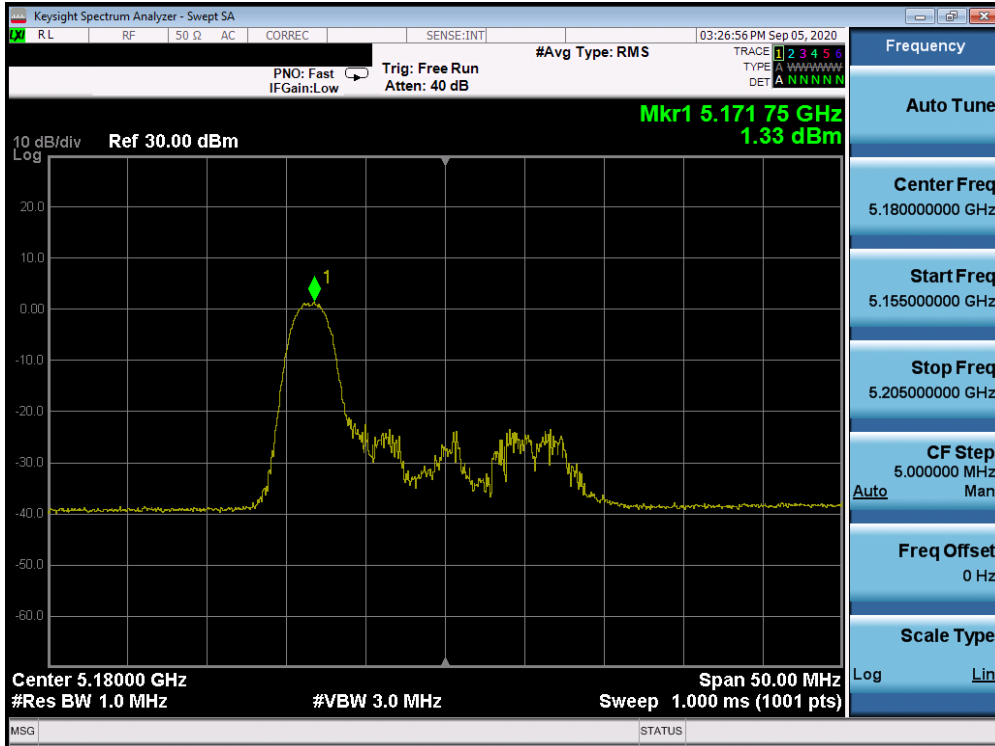 Keysight Spectrum Analyzer - Swept SA
LXI RL RF 50 Ω AC CORREC SENSE:INT 03:26:56 PM Sep 05, 2020
#Avg Type: RMS TRACE 1 2 3 4 5 6
PNO: Fast Trig: Free Run TYPE A WWWWW
IFGain:Low Atten: 40 dB DET A N N N N N
Mkr1 5.171 75 GHz
1.33 dBm
10 dB/div Ref 30.00 dBm
Log
20.0
10.0
1
0.00
-10.0
-20.0
-30.0
-40.0
-50.0
-60.0
Center 5.18000 GHz Span 50.00 MHz
#Res BW 1.0 MHz #VBW 3.0 MHz Sweep 1.000 ms (1001 pts)
MSG STATUS
Frequency
Auto Tune
Center Freq
5.180000000 GHz
Start Freq
5.155000000 GHz
Stop Freq
5.205000000 GHz
CF Step
5.000000 MHz
Auto Man
Freq Offset
0 Hz
Scale Type
Log Lin